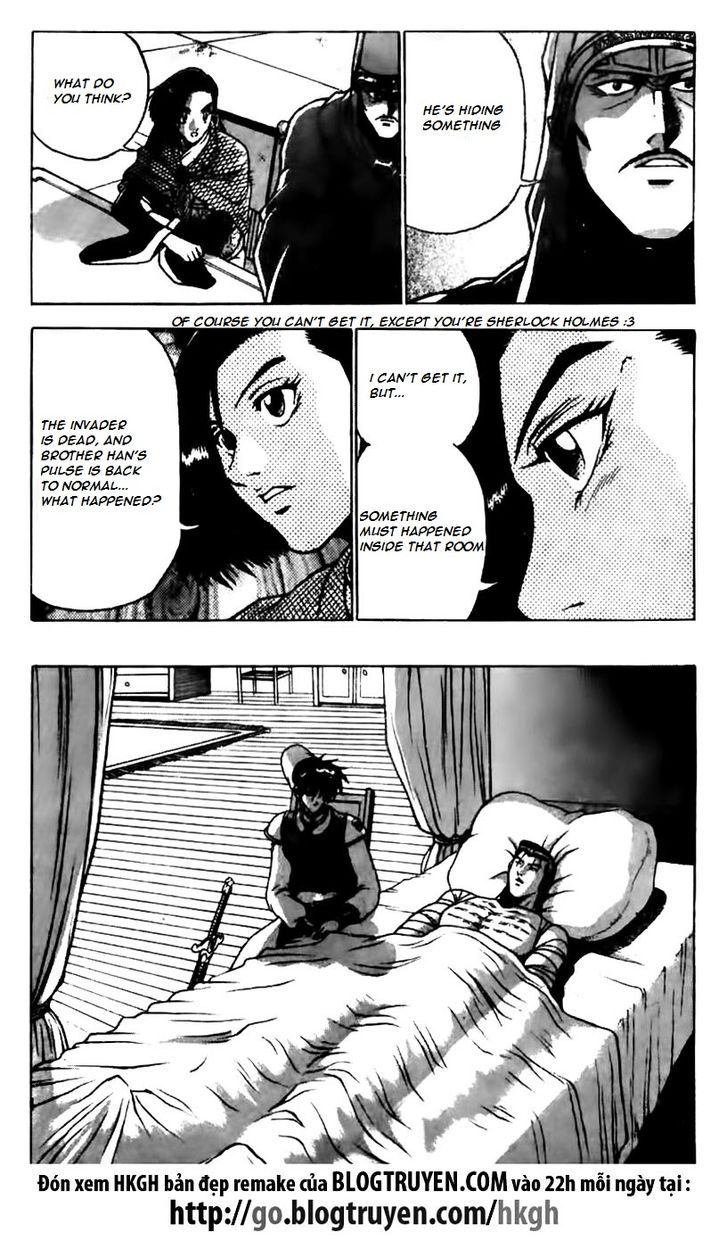 WHAT DO
YOU THINK?
HE'S HIDING
SOMETHING
OF COURSE YOU CAN'T GET IT, EXCEPT YOU'RE SHERLOCK HOLMES :3
THE INVADER
IS DEAD, AND
BROTHER HAN'S
PULSE IS BACK
TO NORMAL...
WHAT HAPPENED?
I CAN'T GET IT,
BUT...
SOMETHING
MUST HAPPENED
INSIDE THAT ROOM
Đón xem HKGH bản đẹp remake của BLOGTRUYEN.COM vào 22h mỗi ngày tại :
http://go.blogtruyen.com/hkgh